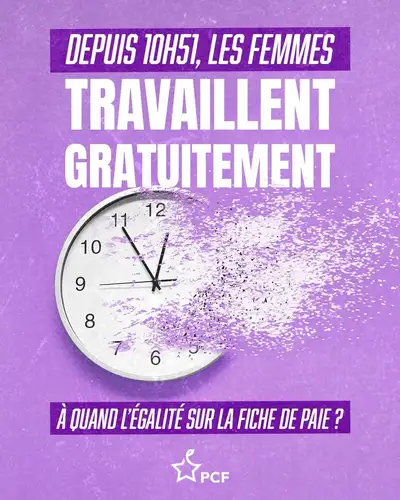 DEPUIS 10H51, LES FEMMES
TRAVAILLENT
GRATUITEMENT
11 12
10
9
8
7
6
À QUAND L'ÉGALITÉ SUR LA FICHE DE PAIE ?
PCF